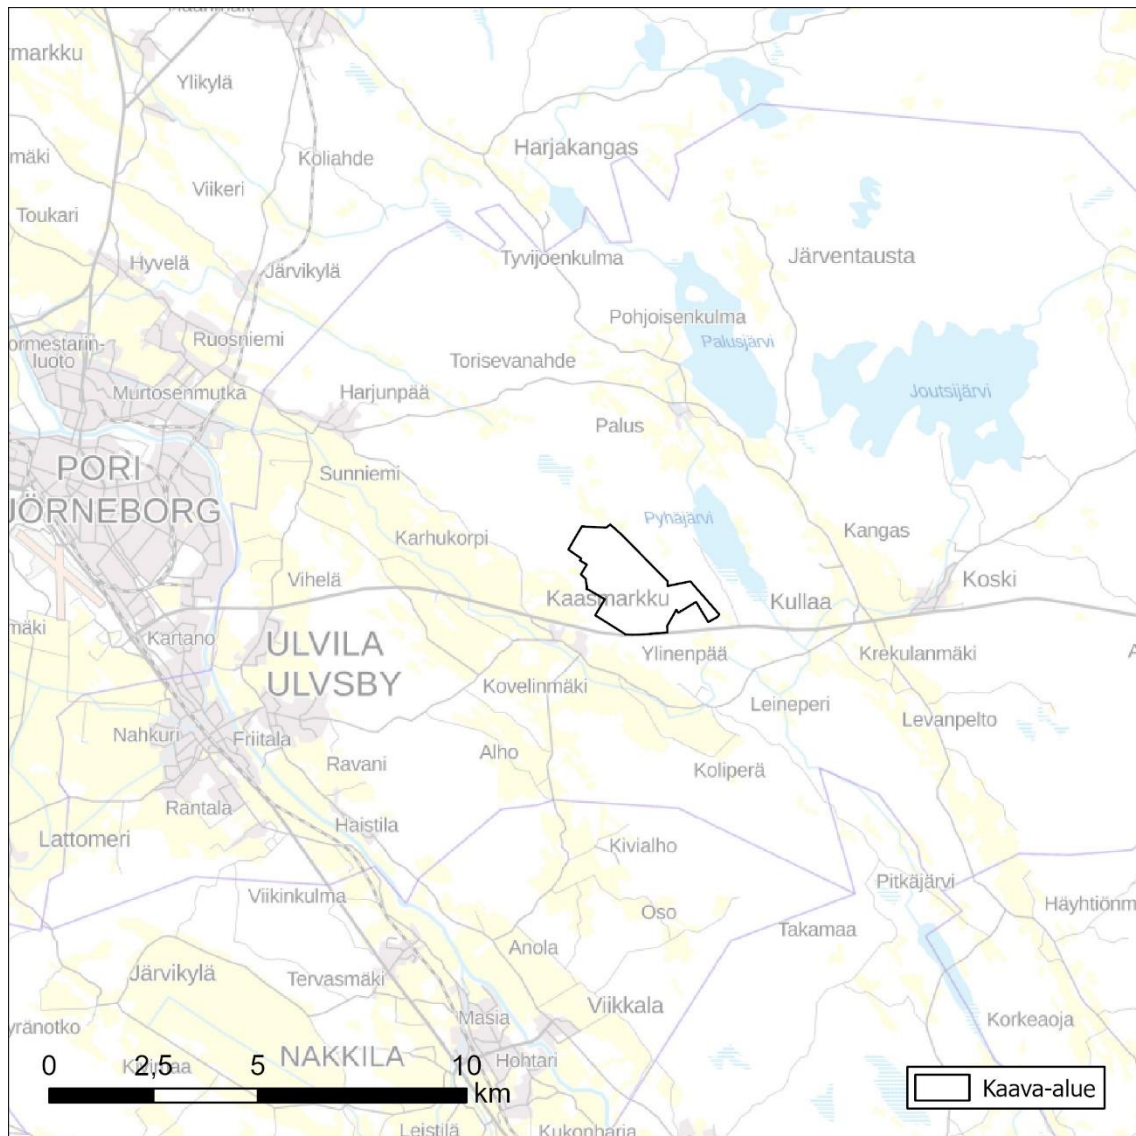 rmarkku
Ylikylä
Harjakangas
mäki
Koliahde
Viikeri
Toukari
Hyvelä
Järvikylä
Tyvijoenkulma
Järventausta
Pohjoisenkulma
Ruosniemi
ormestarin-
luoto
Palusjärvi
Torisevanahde
Murtosenmutka
Harjunpää
Joutsijärvi
Palus
PORI
JÖRNEBORG
Sunniemi
Karhukorpi
Pyhäjärvi
Kangas
Vihelä
Kaasmarkku
Kullaa
Koski
mäki
Kartano
ULVILA
ULVSBY
Ylinenpää
Krekulanmäki
Kovelinmäki
Leineperi
Levanpelto
Nahkuri
Friitala
Ravani
Alho
Koliperä
Rantala
Haistila
Lattomeri
Kivialho
Pitkäjärvi
Viikinkulma
Häyhtiönm
Oso
Takamaa
Anola
Järvikylä
Tervasmäki
Viikkala
yränotko
Masia
Korkeaoja
NAKKILA
Hohtari
0 2,5 5 10
km
Kaava-alue
Leistilä
Kukonharja